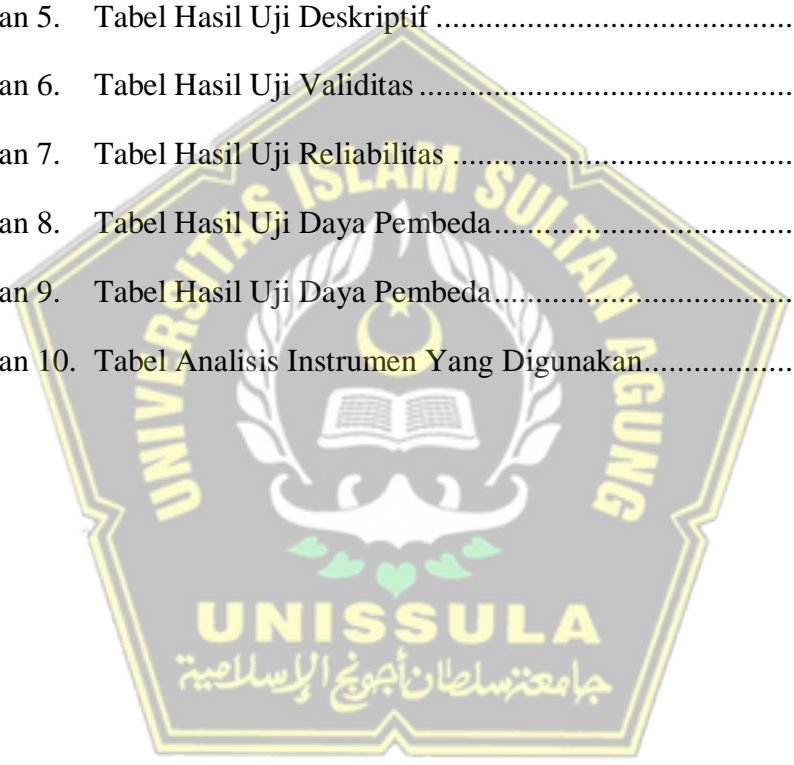 an 5. Tabel Hasil Uji Deskriptif ....................................
an 6. Tabel Hasil Uji Validitas ......................................
an 7. Tabel Hasil Uji Reliabilitas ..................................
an 8. Tabel Hasil Uji Daya Pembeda..............................
an 9. Tabel Hasil Uji Daya Pembeda..............................
an 10. Tabel Analisis Instrumen Yang Digunakan................
UNIVERSITAS ISLAM SULTAN AGUNG
UNISSULA
جامعة سلطان أجونج الإسلامية